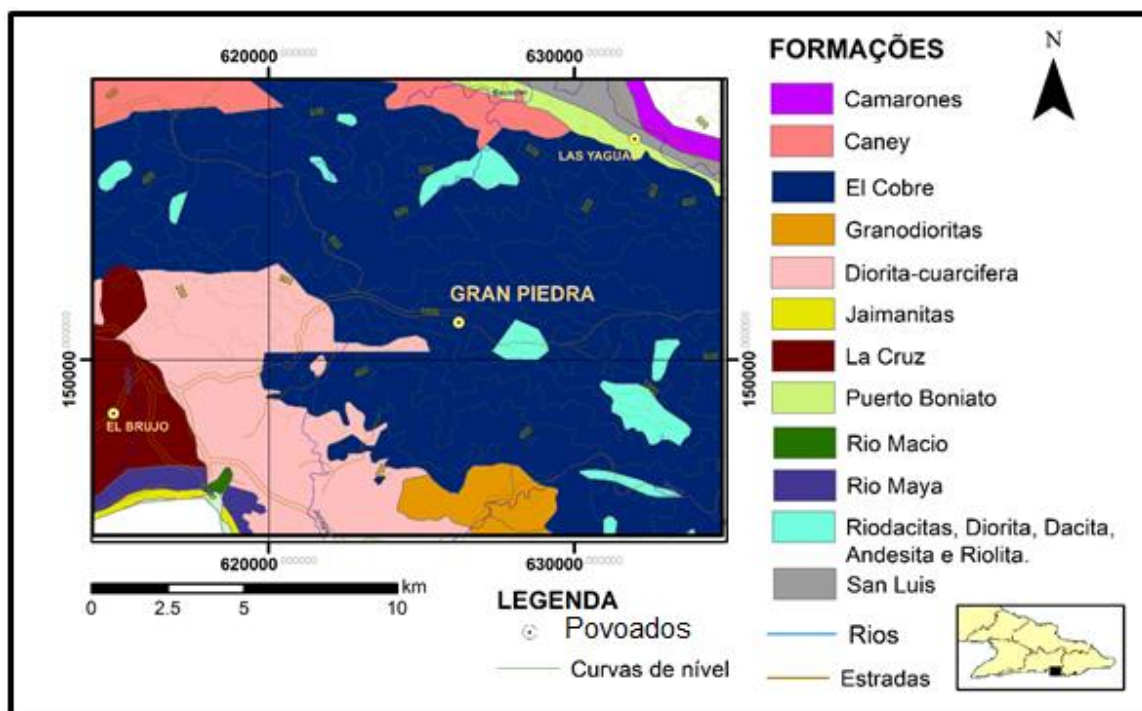 620000
630000
FORMAÇÕES
N
Camarones
Caney
El Cobre
Granodioritas
Diorita-cuarcifera
Jaimanitas
La Cruz
Puerto Boniato
Rio Macio
Rio Maya
Riodacitas, Diorita, Dacita,
Andesita e Riolita.
San Luis
Rios
Estradas
LAS YAGUAS
GRAN PIEDRA
EL BRUJO
150000
150000
620000
630000
0 2.5 5 10 km
LEGENDA
Povoados
Curvas de nível